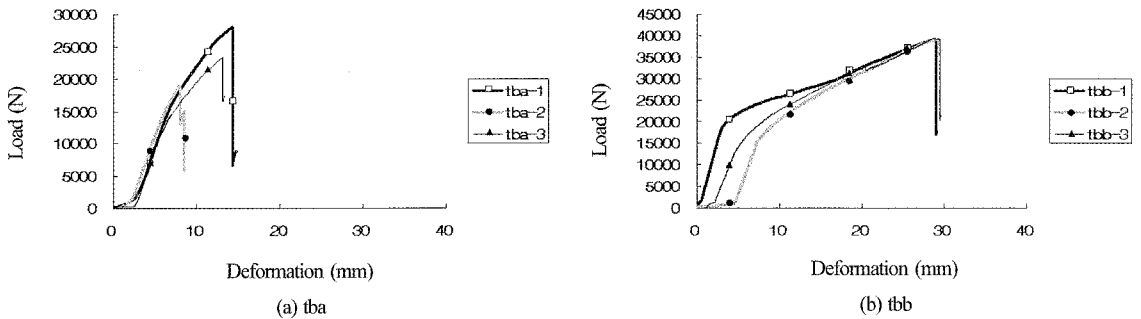 30000
25000
20000
15000
10000
5000
0
Load (N)
0
10
20
30
40
Deformation (mm)
tba-1
tba-2
tba-3
(a) tba
45000
40000
35000
30000
25000
20000
15000
10000
5000
0
Load (N)
0
10
20
30
40
Deformation (mm)
tbb-1
tbb-2
tbb-3
(b) tbb